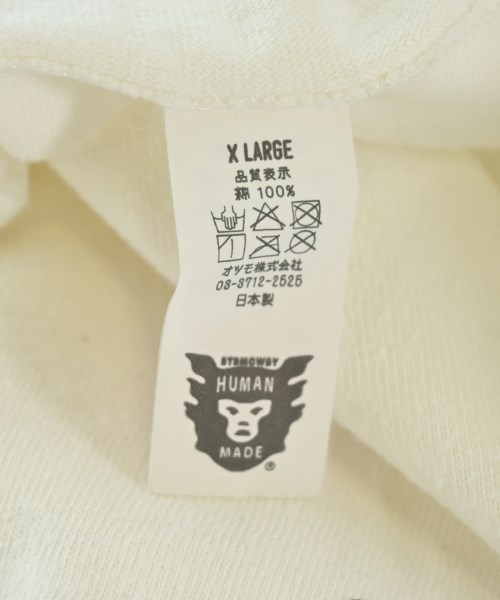 X LARGE
品質表示
綿 100%
オツモ株式会社
03-3712-2525
日本製
STRMCWBY
HUMAN
MADE
®